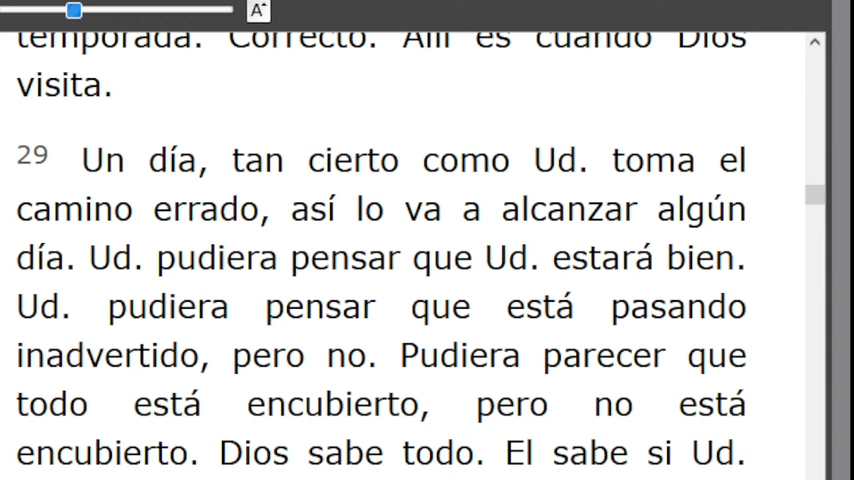 A
temporada. Correcto. Allí es cuando Dios
visita.
29 Un día, tan cierto como Ud. toma el
camino errado, así lo va a alcanzar algún
día. Ud. pudiera pensar que Ud. estará bien.
Ud. pudiera pensar que está pasando
inadvertido, pero no. Pudiera parecer que
todo está encubierto, pero no está
encubierto. Dios sabe todo. El sabe si Ud.